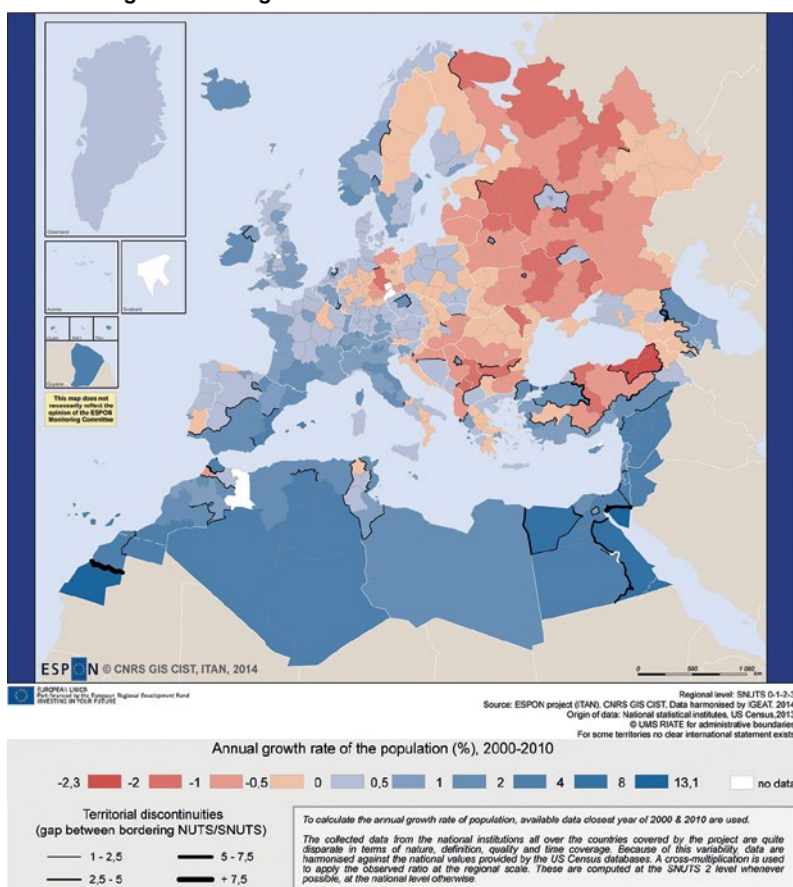 Greenland
Azores
Svalbard
Guad.
Mart.
Reu.
Guyane
This map does not
necessarily reflect the
opinion of the ESPON
Monitoring Committee
ESPON © CNRS GIS CIST, ITAN, 2014
0 500 1 000
km
EUROPEAN UNION
Part-financed by the European Regional Development Fund
INVESTING IN YOUR FUTURE
Regional level: SNUTS 0-1-2-3
Source: ESPON project (ITAN), CNRS GIS CIST, Data harmonised by IGEAT, 2014
Origin of data: National statistical institutes, US Census,2013
© UMS RIATE for administrative boundaries
For some territories no clear international statement exists
Annual growth rate of the population (%), 2000-2010
-2,3 -2 -1 -0,5 0 0,5 1 2 4 8 13,1 no data
Territorial discontinuities
(gap between bordering NUTS/SNUTS)
1 - 2,5 5 - 7,5
2,5 - 5 + 7,5
To calculate the annual growth rate of population, available data closest year of 2000 & 2010 are used.
The collected data from the national institutions all over the countries covered by the project are quite
disparate in terms of nature, definition, quality and time coverage. Because of this variability, data are
harmonised against the national values provided by the US Census databases. A cross-multiplication is used
to apply the observed ratio at the regional scale. These are computed at the SNUTS 2 level whenever
possible, at the national level otherwise.